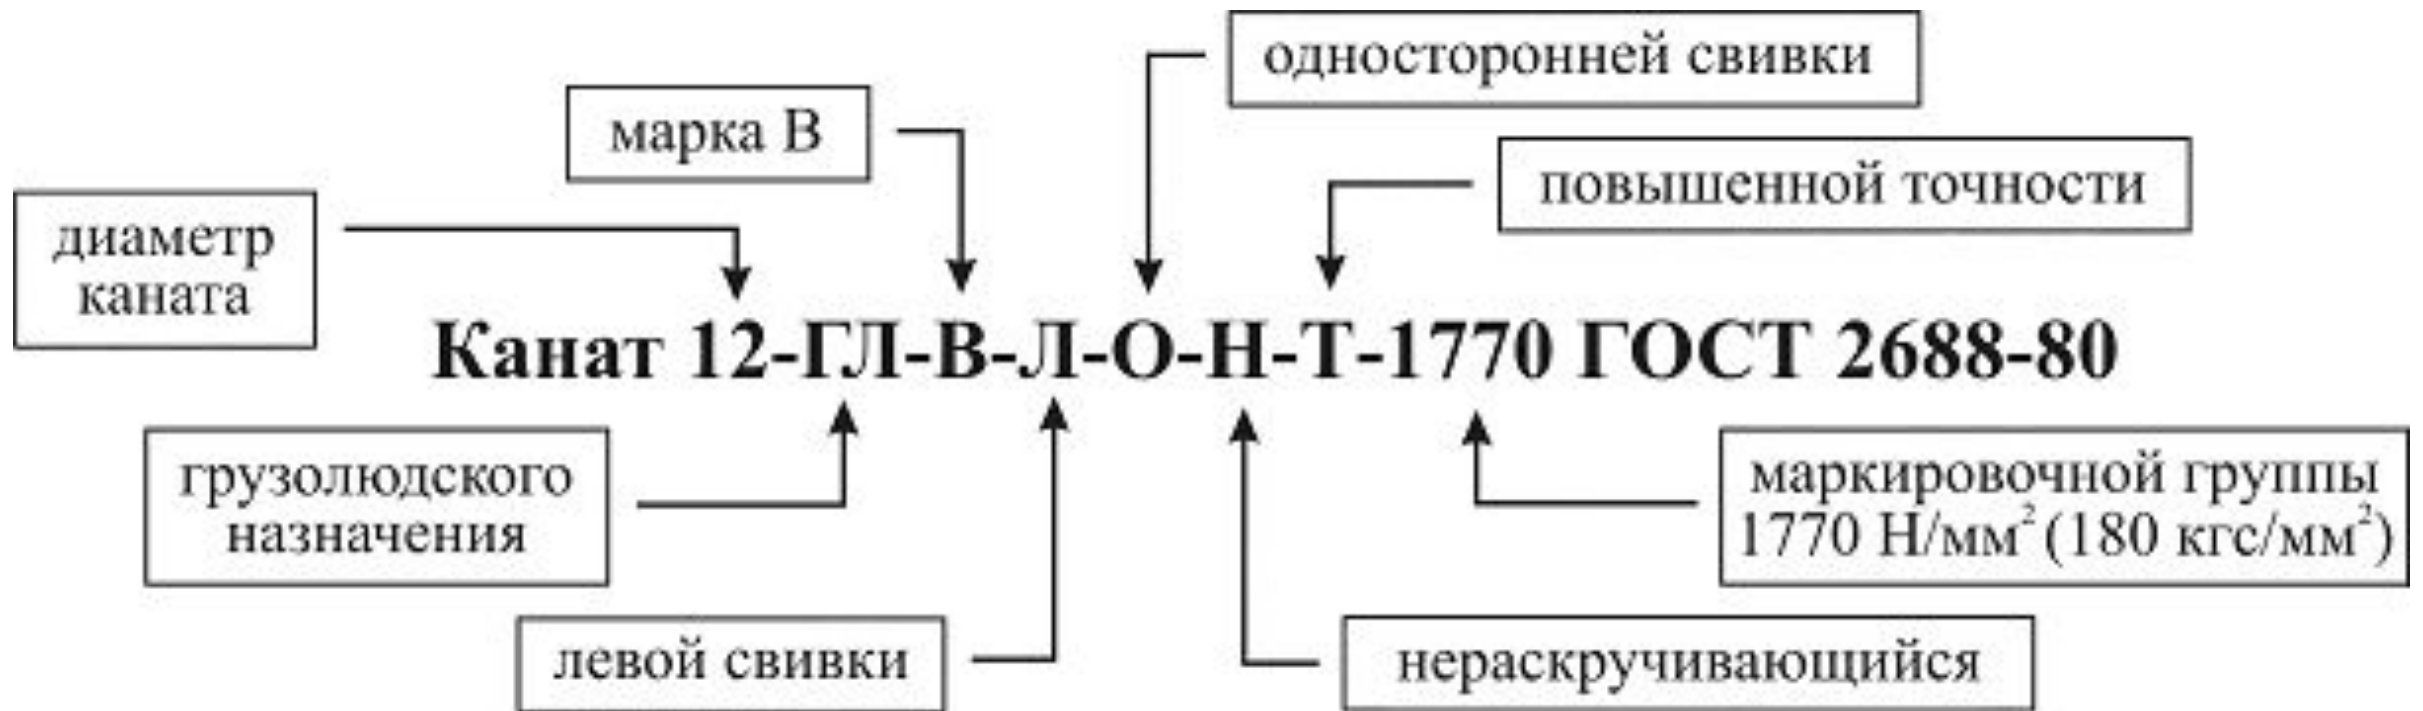 односторонней свивки
марка В
повышенной точности
диаметр
каната
Канат 12-ГЛ-В-Л-О-Н-Т-1770 ГОСТ 2688-80
грузолюдского
назначения
маркировочной группы
1770 Н/мм² (180 кгс/мм²)
левой свивки
нераскручивающийся